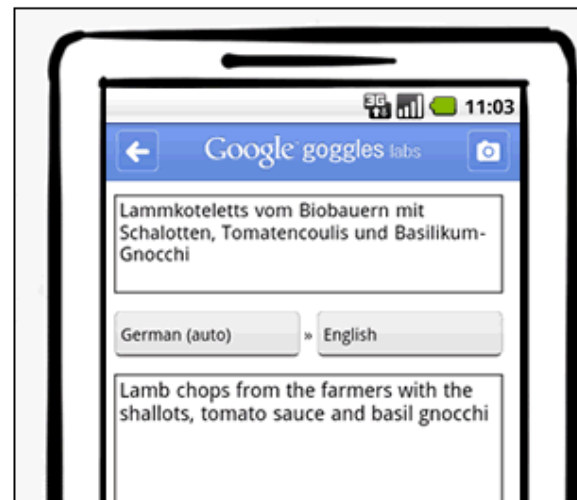 3G 11:03
Google goggles labs
Lammkoteletts vom Biobauern mit
Schalotten, Tomatencoulis und Basilikum-
Gnocchi
German (auto) » English
Lamb chops from the farmers with the
shallots, tomato sauce and basil gnocchi